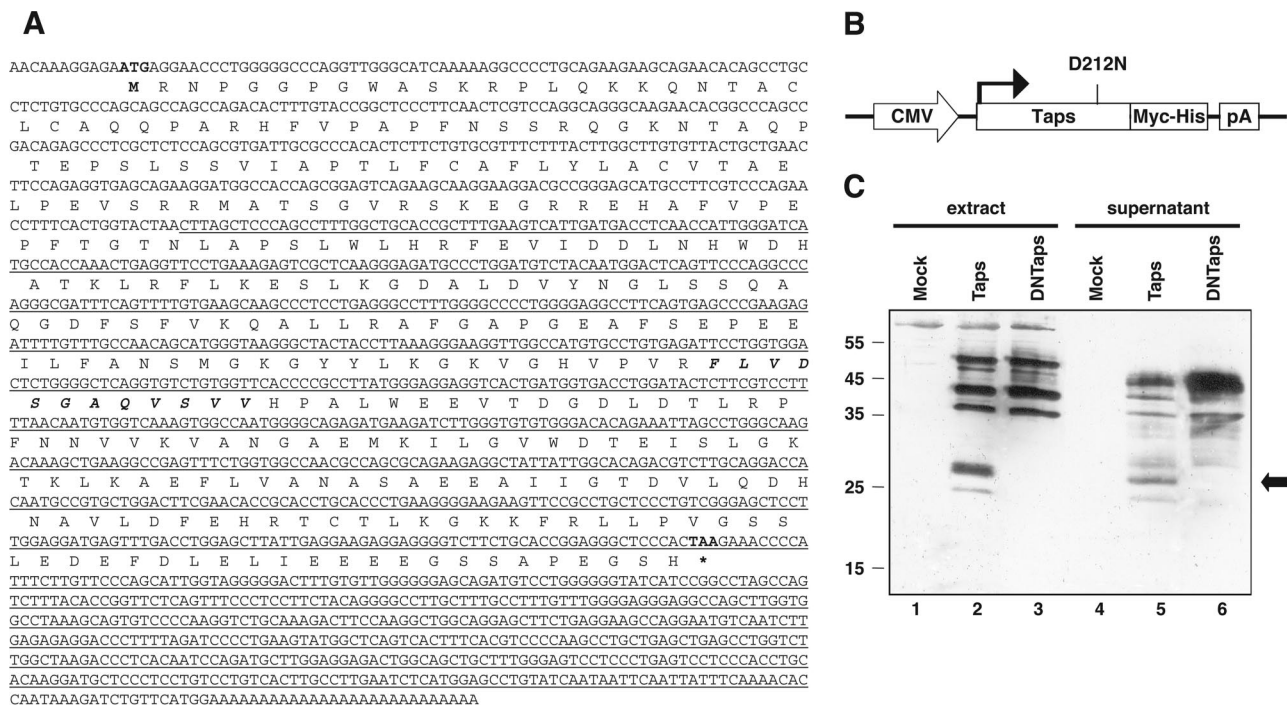 A
AACAAAGGAGAATGAGGAACCCTGGGGGCCCAGGTTGGGCATCAAAAAGGCCCCTGCAGAAGAAGCAGAACACAGCCTGC
M R N P G G P G W A S K R P L Q K K Q N T A C
CTCTGTGCCCAGCAGCCAGCCAGACACTTTGTACCGGCTCCCTTCAACTCGTCCAGGCAGGGCAAGAACACGGCCCAGCC
L C A Q Q P A R H F V P A P F N S S R Q G K N T A Q P
GACAGAGCCCTCGCTCTCCAGCGTGATTGCGCCCACACTCTTCTGTGCGTTTCTTTACTTGGCTTGTGTTACTGCTGAAC
T E P S L S S V I A P T L F C A F L Y L A C V T A E
TTCCAGAGGTGAGCAGAAGGATGGCCACCAGCGGAGTCAGAAGCAAGGAAGGACGCCGGGAGCATGCCTTCGTCCCAGAA
L P E V S R R M A T S G V R S K E G R R E H A F V P E
CCTTTCACTGGTACTAACTTAGCTCCCAGCCTTTGGCTGCACCGCTTTGAAGTCATTGATGACCTCAACCATTGGGATCA
P F T G T N L A P S L W L H R F E V I D D L N H W D H
TGCCACCAAACTGAGGTTCCTGAAAGAGTCGCTCAAGGGAGATGCCCTGGATGTCTACAATGGACTCAGTTCCCAGGCCC
A T K L R F L K E S L K G D A L D V Y N G L S S Q A
AGGGCGATTTCAGTTTTGTGAAGCAAGCCCTCCTGAGGGCCTTTGGGGCCCCTGGGGAGGCCTTCAGTGAGCCCGAAGAG
Q G D F S F V K Q A L L R A F G A P G E A F S E P E E
ATTTTGTTTGCCAACAGCATGGGTAAGGGCTACTACCTTAAAGGGAAGGTTGGCCATGTGCCTGTGAGATTCCTGGTGGA
I L F A N S M G K G Y Y L K G K V G H V P V R F L V D
CTCTGGGGCTCAGGTGTCTGTGGTTCACCCCGCCTTATGGGAGGAGGTCACTGATGGTGACCTGGATACTCTTCGTCCTT
S G A Q V S V V H P A L W E E V T D G D L D T L R P
TTAACAATGTGGTCAAAGTGGCCAATGGGGCAGAGATGAAGATCTTGGGTGTGTGGGACACAGAAATTAGCCTGGGCAAG
F N N V V K V A N G A E M K I L G V W D T E I S L G K
ACAAAGCTGAAGGCCGAGTTTCTGGTGGCCAACGCCAGCGCAGAAGAGGCTATTATTGGCACAGACGTCTTGCAGGACCA
T K L K A E F L V A N A S A E E A I I G T D V L Q D H
CAATGCCGTGCTGGACTTCGAACACCGCACCTGCACCCTGAAGGGGAAGAAGTTCCGCCTGCTCCCTGTCGGGAGCTCCT
N A V L D F E H R T C T L K G K K F R L L P V G S S
TGGAGGATGAGTTTGACCTGGAGCTTATTGAGGAAGAGGAGGGGTCTTCTGCACCGGAGGGCTCCCACTAAGAAACCCCA
L E D E F D L E L I E E E E G S S A P E G S H *
TTTCTTGTTCCCAGCATTGGTAGGGGGACTTTGTGTTGGGGGGAGCAGATGTCCTGGGGGGTATCATCCGGCCTAGCCAG
TCTTTACACCGGTTCTCAGTTTCCCTCCTTCTACAGGGGCCTTGCTTTGCCTTTGTTTGGGGAGGGAGGCCAGCTTGGTG
GCCTAAAGCAGTGTCCCCAAGGTCTGCAAAGACTTCCAAGGCTGGCAGGAGCTTCTGAGGAAGCCAGGAATGTCAATCTT
GAGAGAGGACCCTTTTAGATCCCCTGAAGTATGGCTCAGTCACTTTCACGTCCCCAAGCCTGCTGAGCTGAGCCTGGTCT
TGGCTAAGACCCTCACAATCCAGATGCTTGGAGGAGACTGGCAGCTGCTTTGGGAGTCCTCCCTGAGTCCTCCCACCTGC
ACAAGGATGCTCCCTCCTGTCCTGTCACTTGCCTTGAATCTCATGGAGCCTGTATCAATAATTCAATTATTTCAAAACAC
CAATAAAGATCTGTTCATGGAAAAAAAAAAAAAAAAAAAAAAAAAAA
B
D212N
CMV Taps Myc-His pA
C
extract supernatant
Mock Taps DNTaps Mock Taps DNTaps
55
45
35
25
15
1 2 3 4 5 6